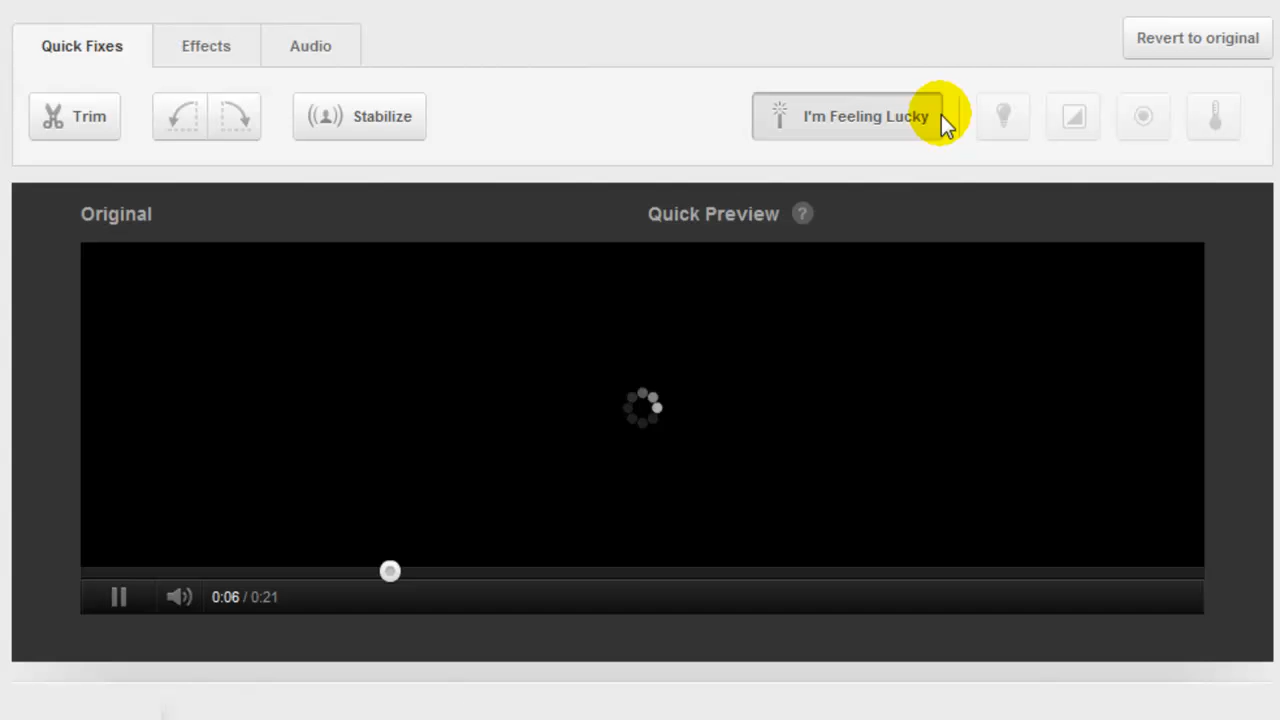 Quick Fixes Effects Audio Revert to original
Trim Stabilize I'm Feeling Lucky
Original Quick Preview ?
0:06 / 0:21